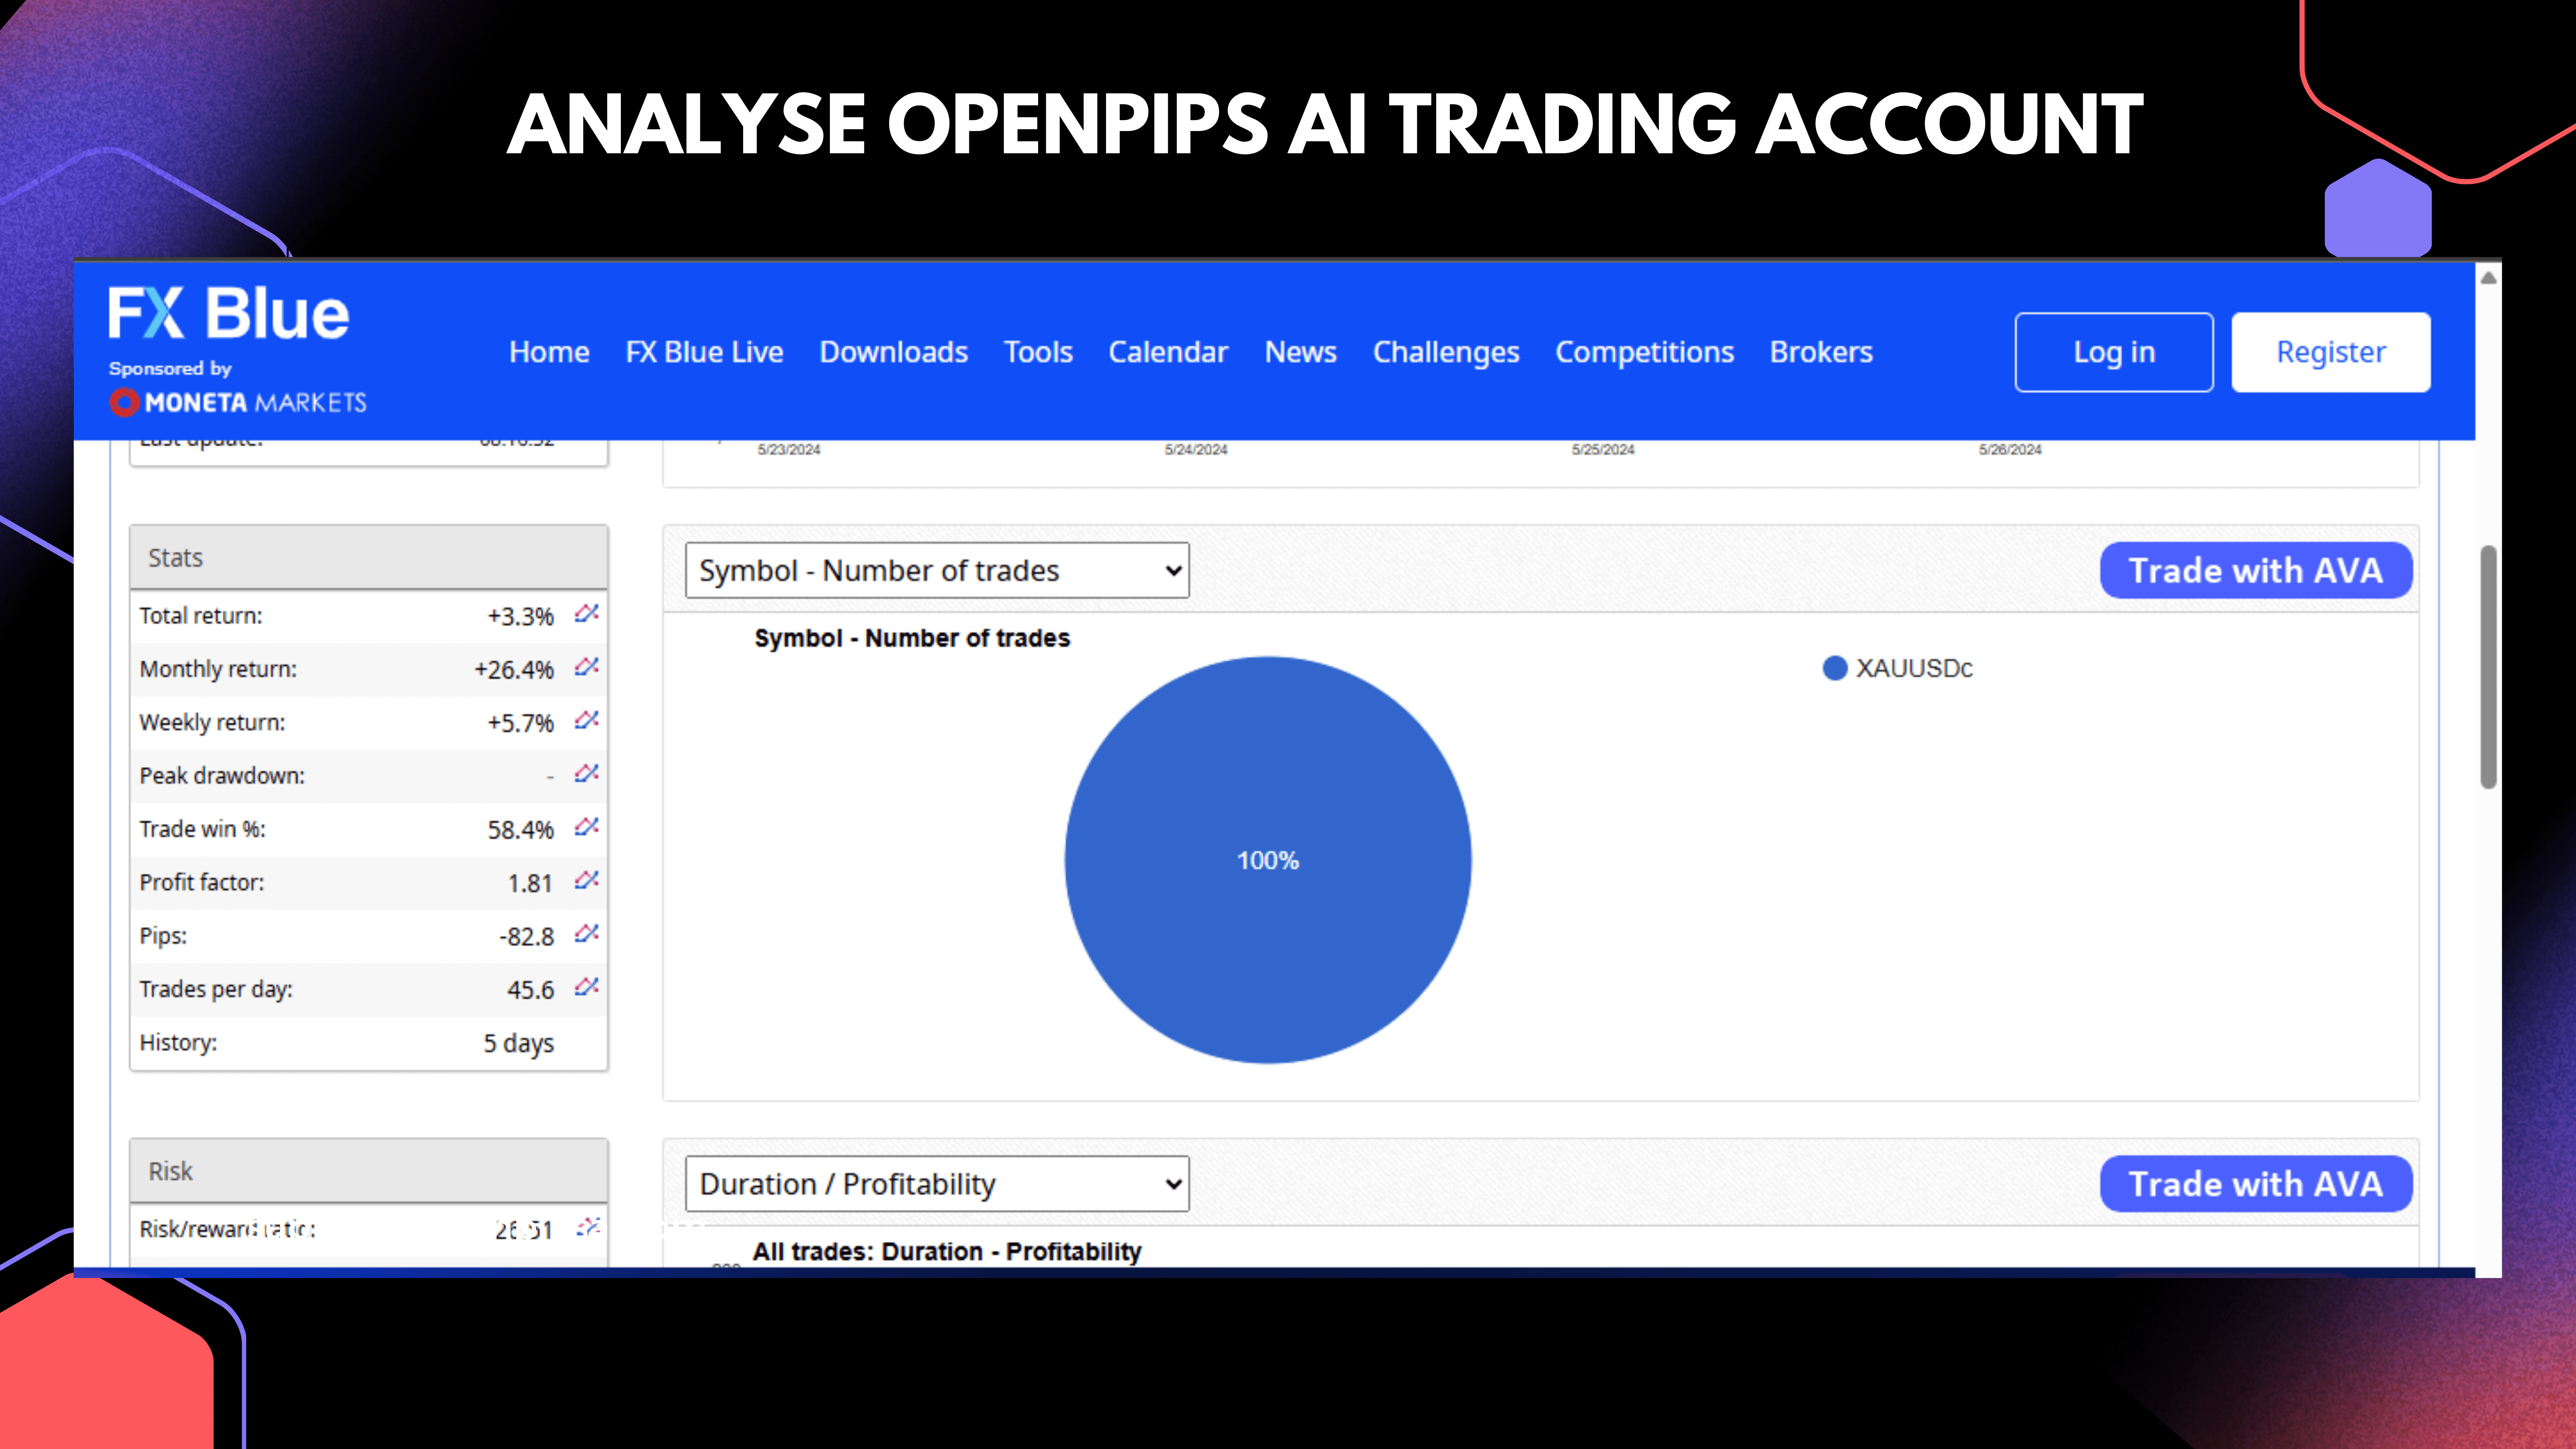 ANALYSE OPENPIPS AI TRADING ACCOUNT
FX Blue
Sponsored by
MONETA MARKETS
Home FX Blue Live Downloads Tools Calendar News Challenges Competitions Brokers Log in Register
Last update:
5/23/2024 5/24/2024 5/25/2024 5/26/2024
Stats
Total return: +3.3%
Monthly return: +26.4%
Weekly return: +5.7%
Peak drawdown: -
Trade win %: 58.4%
Profit factor: 1.81
Pips: -82.8
Trades per day: 45.6
History: 5 days
Symbol - Number of trades
Trade with AVA
Symbol - Number of trades
XAUUSDc
100%
Risk
Risk/reward ratio:
Duration / Profitability
Trade with AVA
All trades: Duration - Profitability